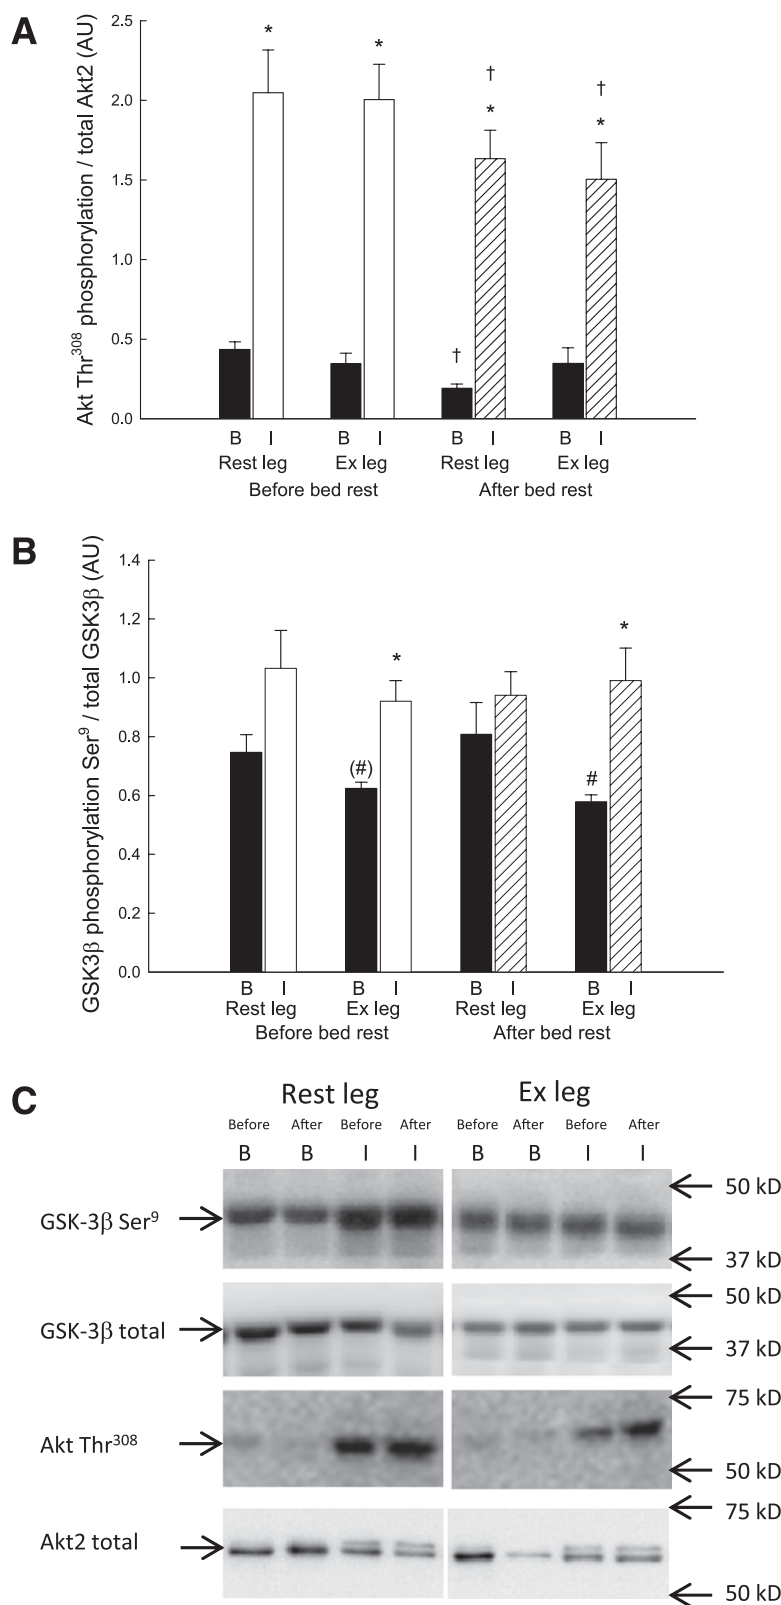 A
Akt Thr308 phosphorylation / total Akt2 (AU)
2.5
2.0
1.5
1.0
0.5
0.0
* * † * † * †
B I B I B I B I
Rest leg Ex leg Rest leg Ex leg
Before bed rest After bed rest
B
GSK3β phosphorylation Ser9 / total GSK3β (AU)
1.4
1.2
1.0
0.8
0.6
0.4
0.2
0.0
(#) * # *
B I B I B I B I
Rest leg Ex leg Rest leg Ex leg
Before bed rest After bed rest
C
Rest leg Ex leg
Before After Before After Before After Before After
B B I I B B I I
50 kD
GSK-3β Ser9
37 kD
50 kD
GSK-3β total
37 kD
75 kD
Akt Thr308
50 kD
75 kD
Akt2 total
50 kD